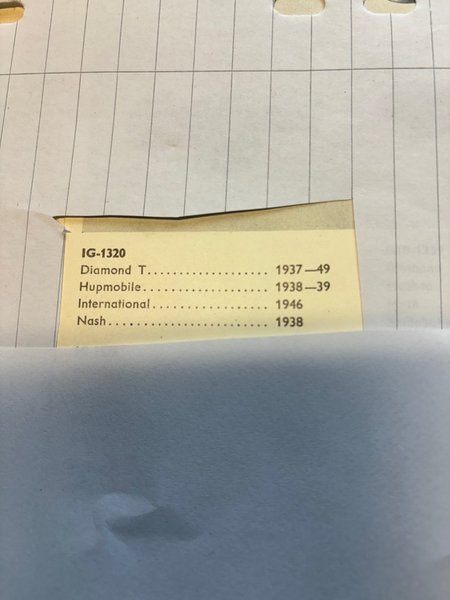 IG-1320
Diamond T................... 1937—49
Hupmobile................... 1938—39
International.................. 1946
Nash......................... 1938